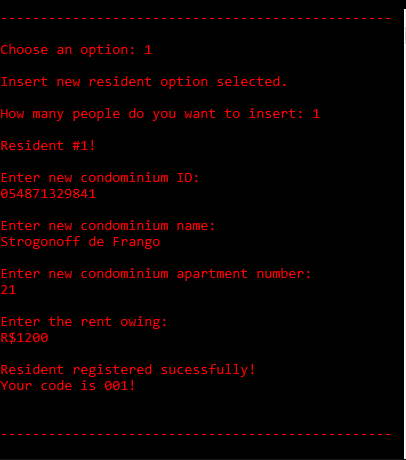 ------------------------------------------------
Choose an option: 1
Insert new resident option selected.
How many people do you want to insert: 1
Resident #1!
Enter new condominium ID:
054871329841
Enter new condominium name:
Strogonoff de Frango
Enter new condominium apartment number:
21
Enter the rent owing:
R$1200
Resident registered sucessfully!
Your code is 001!
------------------------------------------------